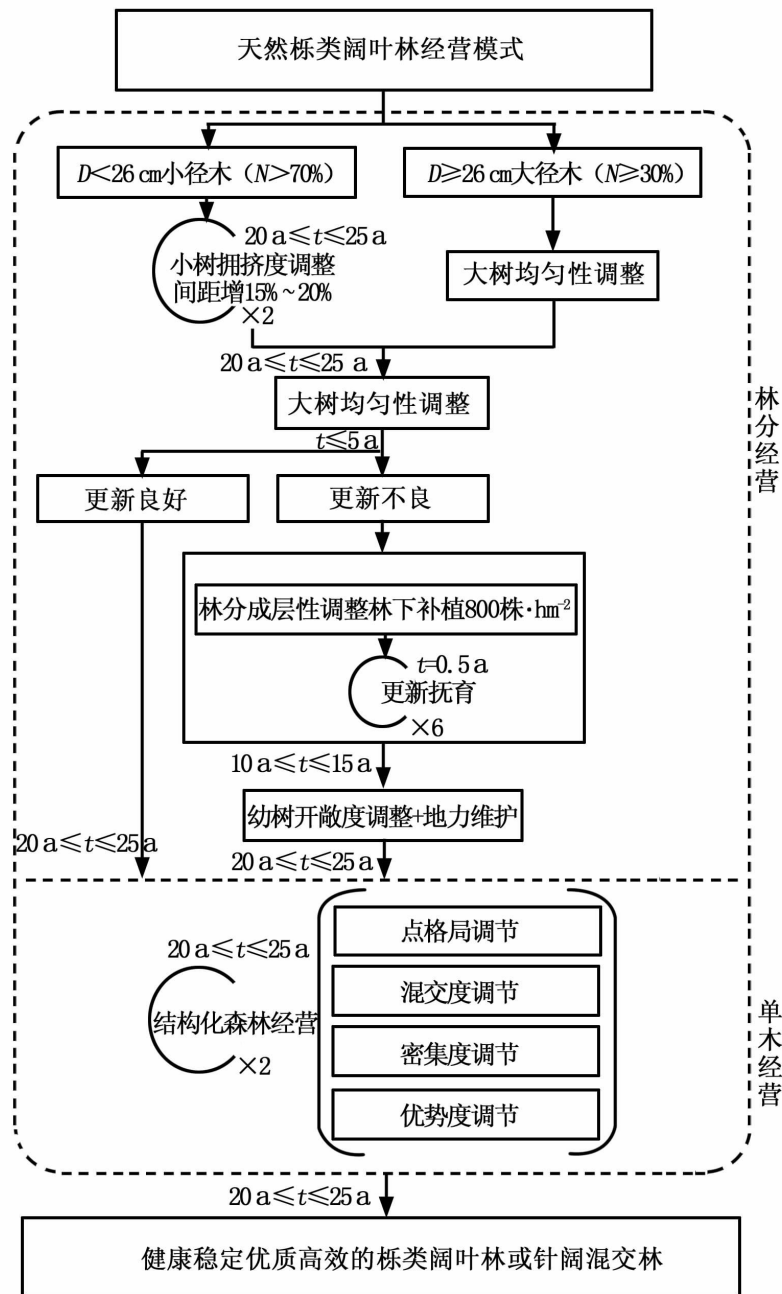 天然栎类阔叶林经营模式
D<26 cm小径木（N>70%）
D≥26 cm大径木（N≥30%）
20 a≤t≤25 a
小树拥挤度调整
间距增15%~20%
×2
大树均匀性调整
20 a≤t≤25 a
大树均匀性调整
t≤5 a
更新良好
更新不良
林分成层性调整林下补植800株·hm⁻²
t=0.5 a
更新抚育
×6
10 a≤t≤15 a
幼树开敞度调整+地力维护
20 a≤t≤25 a
20 a≤t≤25 a
林分经营
20 a≤t≤25 a
结构化森林经营
×2
点格局调节
混交度调节
密集度调节
优势度调节
单木经营
20 a≤t≤25 a
健康稳定优质高效的栎类阔叶林或针阔混交林